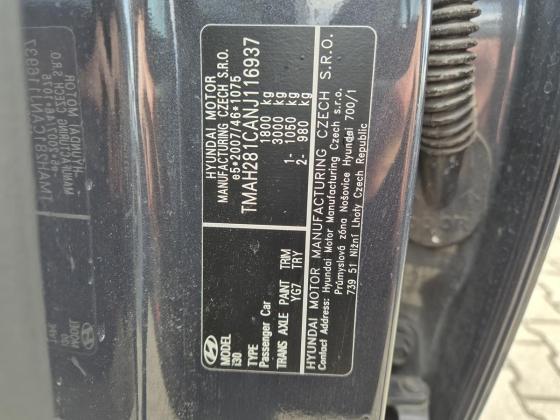 HYUNDAI MOTOR
MANUFACTURING CZECH S.R.O.
e5*2007/46*1075
TMAH281CANJ116937
1800 kg
3000 kg
1- 1050 kg
2- 980 kg
MODEL
i30
TYPE
Passenger Car
TRANS AXLE PAINT TRIM
YG7 TRY
HYUNDAI MOTOR MANUFACTURING CZECH S.R.O.
Contact Address: Hyundai Motor Manufacturing Czech s.r.o.
Průmyslová zóna Nošovice Hyundai 700/1
739 51 Nižní Lhoty Czech Republic